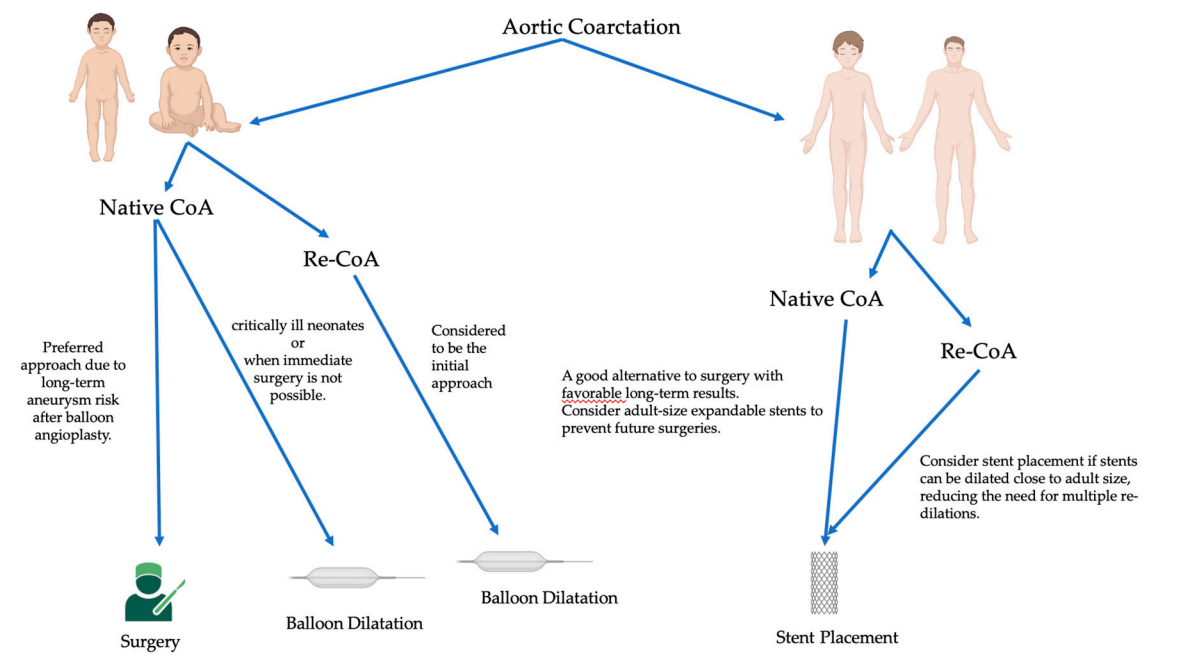 Aortic Coarctation
Native CoA
Re-CoA
Preferred
approach due to
long-term
aneurysm risk
after balloon
angioplasty.
critically ill neonates
or
when immediate
surgery is not
possible.
Considered
to be the
initial
approach
Surgery
Balloon Dilatation
Balloon Dilatation
Native CoA
Re-CoA
A good alternative to surgery with
favorable long-term results.
Consider adult-size expandable stents to
prevent future surgeries.
Consider stent placement if stents
can be dilated close to adult size,
reducing the need for multiple re-
dilations.
Stent Placement